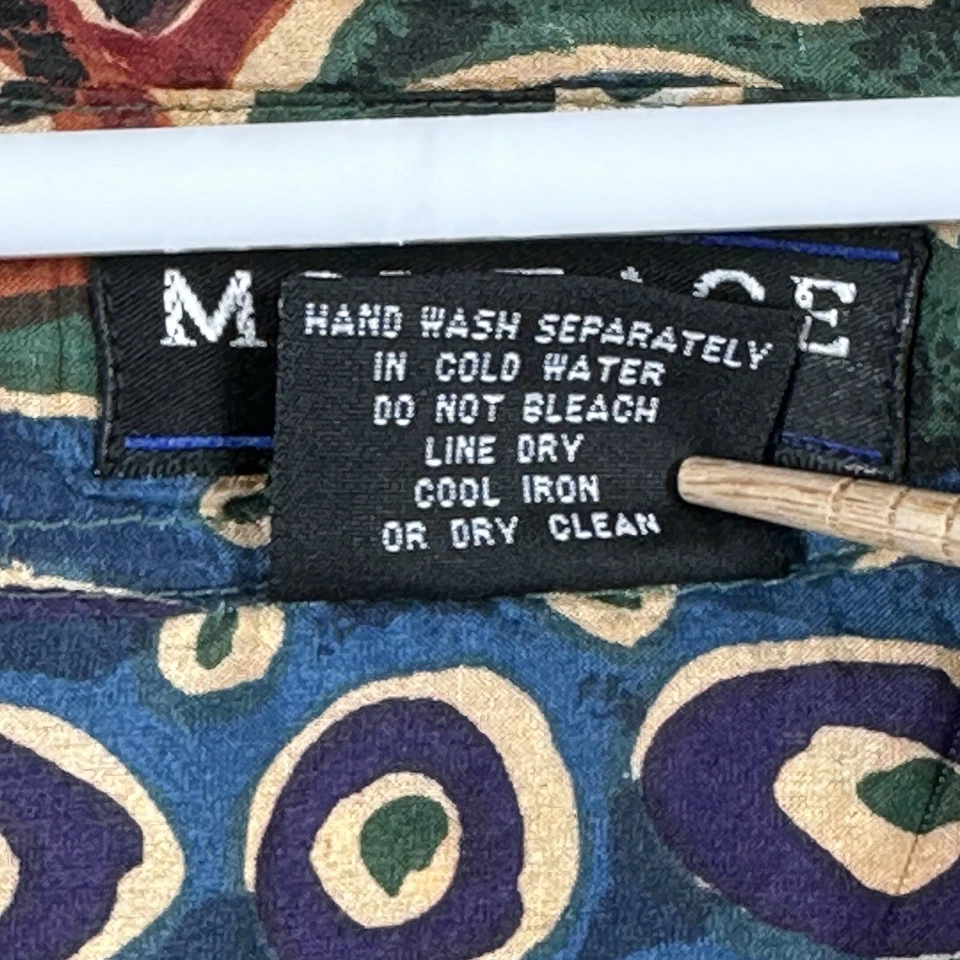 M
E
HAND WASH SEPARATELY
IN COLD WATER
DO NOT BLEACH
LINE DRY
COOL IRON
OR DRY CLEAN